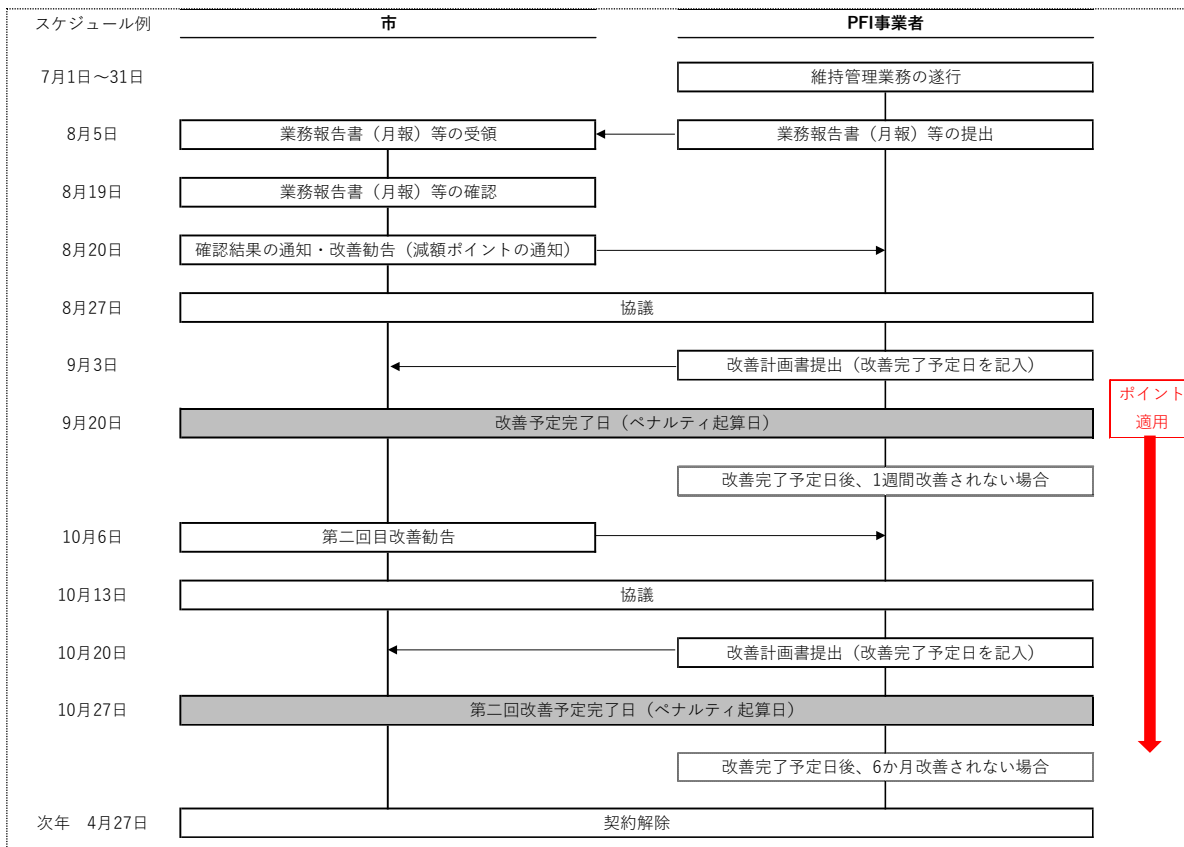 スケジュール例 市 PFI事業者
7月1日～31日 維持管理業務の遂行
8月5日 業務報告書（月報）等の受領 業務報告書（月報）等の提出
8月19日 業務報告書（月報）等の確認
8月20日 確認結果の通知・改善勧告（減額ポイントの通知）
8月27日 協議
9月3日 改善計画書提出（改善完了予定日を記入）
ポイント
適用
9月20日 改善予定完了日（ペナルティ起算日）
改善完了予定日後、1週間改善されない場合
10月6日 第二回目改善勧告
10月13日 協議
10月20日 改善計画書提出（改善完了予定日を記入）
10月27日 第二回改善予定完了日（ペナルティ起算日）
改善完了予定日後、6か月改善されない場合
次年　4月27日 契約解除